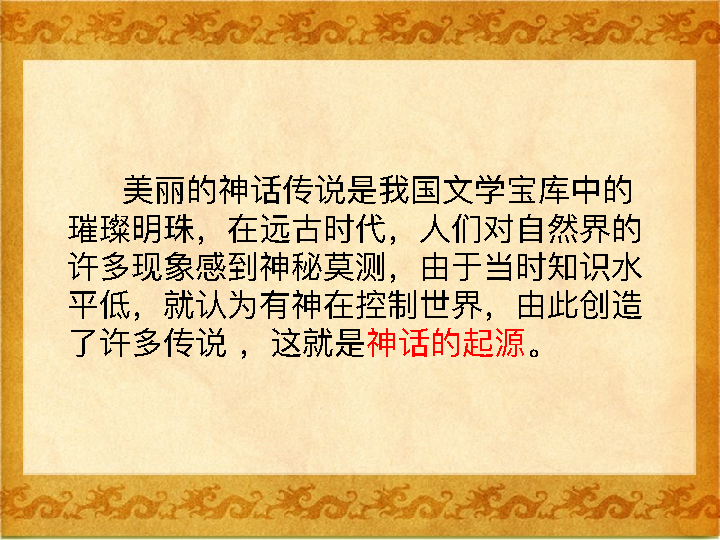 美丽的神话传说是我国文学宝库中的
璀璨明珠，在远古时代，人们对自然界的
许多现象感到神秘莫测，由于当时知识水
平低，就认为有神在控制世界，由此创造
了许多传说 ，这就是神话的起源。